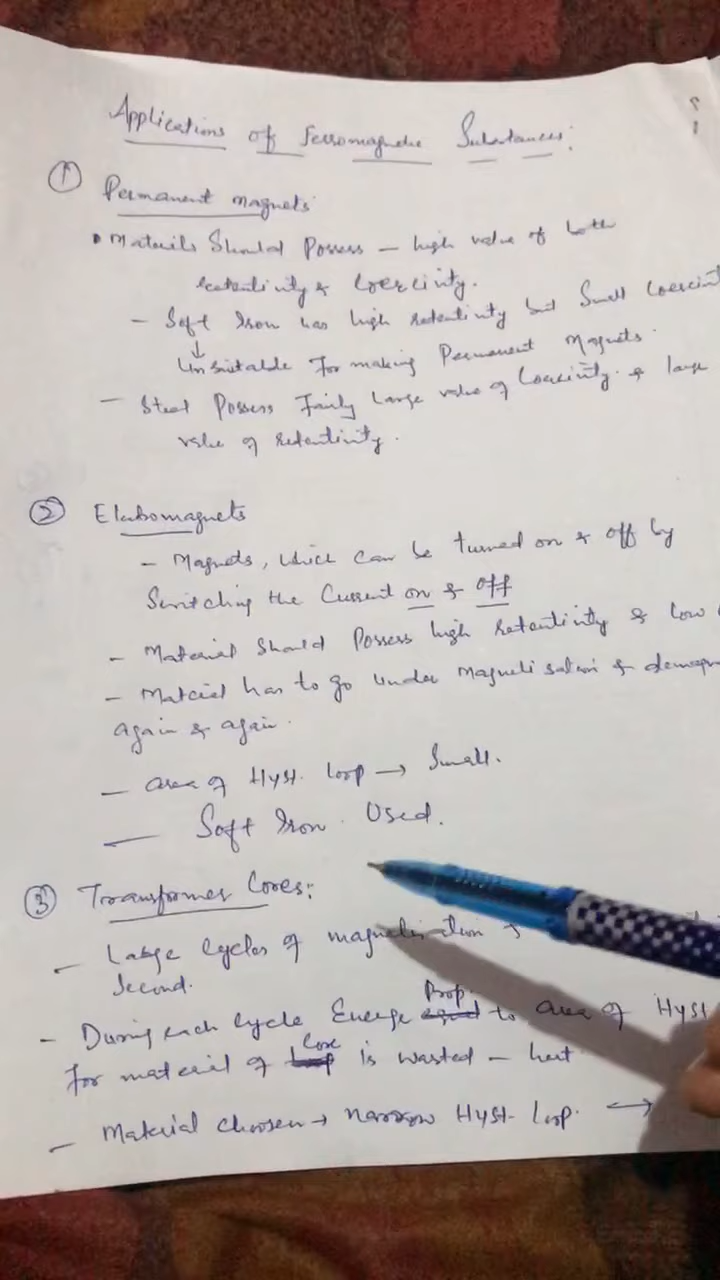 Applications of Ferromagnetic Substances:
① Permanent Magnets
• Materials Should Possess – high value of both
retentivity & Coercivity.
– Soft Iron has high retentivity but Small Coercivit
↓
Unsuitable For making Permanent Magnets.
– Steel Possess Fairly Large value of Coercivity & large
value of retentivity.
② Electromagnets
– Magnets, which can be turned on & off by
Switching the Current on & off
– Material Should Possess high retentivity & low
– Material has to go under Magnetisation & demagn
again & again.
– Area of Hyst. loop → Small.
– Soft Iron Used.
③ Transformer Cores:
– Large Cycles of magnetisation &
Second.
– During each Cycle Energy Prop. to area of Hyst
For material of Core is wasted – heat
– Material choosen → narrow Hyst. loop. ↔